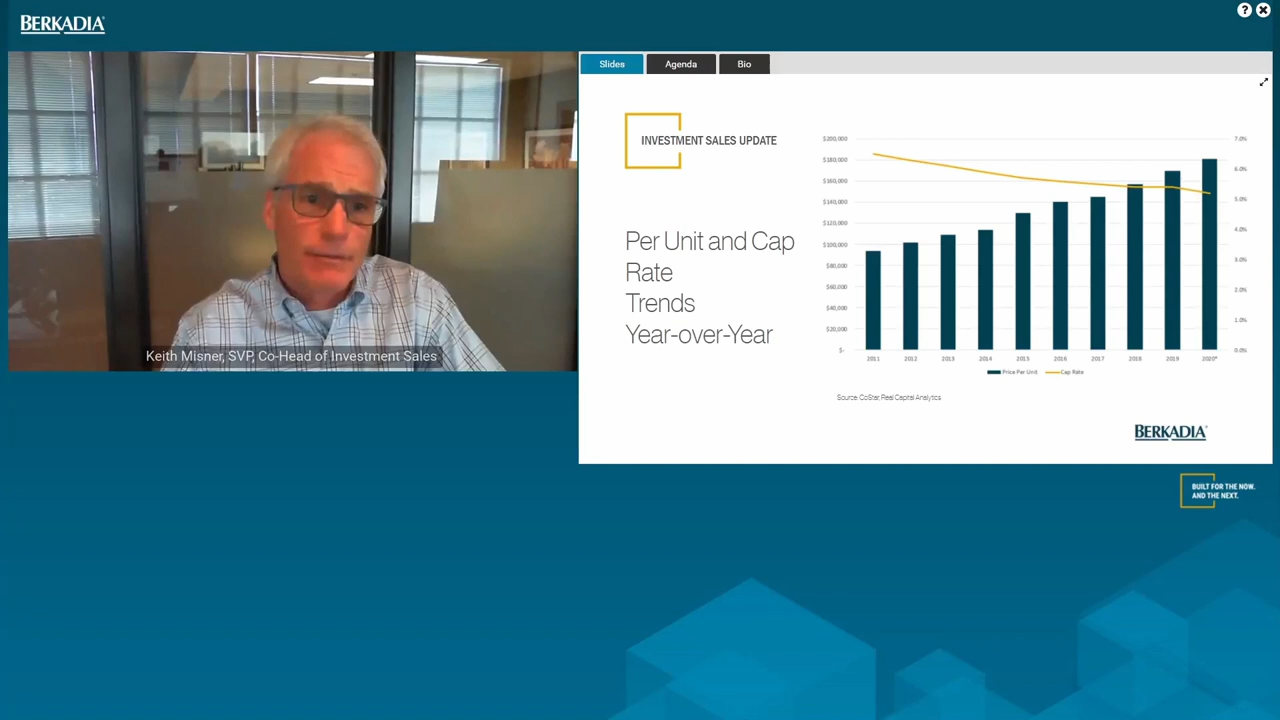 BERKADIA
Keith Misner, SVP, Co-Head of Investment Sales
Slides
Agenda
Bio
INVESTMENT SALES UPDATE
Per Unit and Cap
Rate
Trends
Year-over-Year
$200,000
$180,000
$160,000
$140,000
$120,000
$100,000
$80,000
$60,000
$40,000
$20,000
$-
7.0%
6.0%
5.0%
4.0%
3.0%
2.0%
1.0%
0.0%
2011 2012 2013 2014 2015 2016 2017 2018 2019 2020*
Price Per Unit Cap Rate
Source: CoStar, Real Capital Analytics
BERKADIA
BUILT FOR THE NOW.
AND THE NEXT.